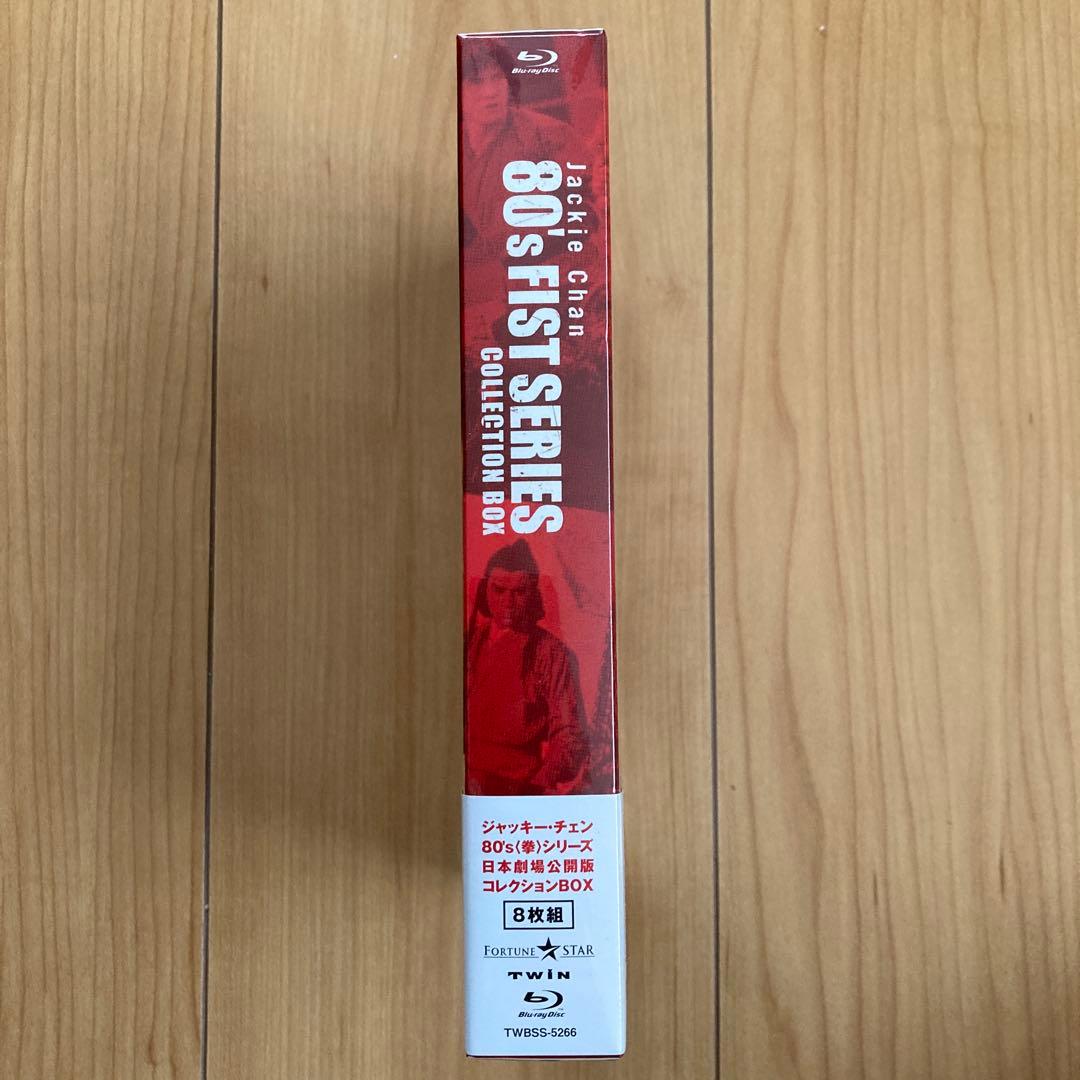 Blu-ray Disc
Jackie Chan
80's FIST SERIES
COLLECTION BOX
ジャッキー・チェン
80's〈拳〉シリーズ
日本劇場公開版
コレクションBOX
8枚組
FORTUNE STAR
TWIN
Blu-ray Disc
TWBSS-5266